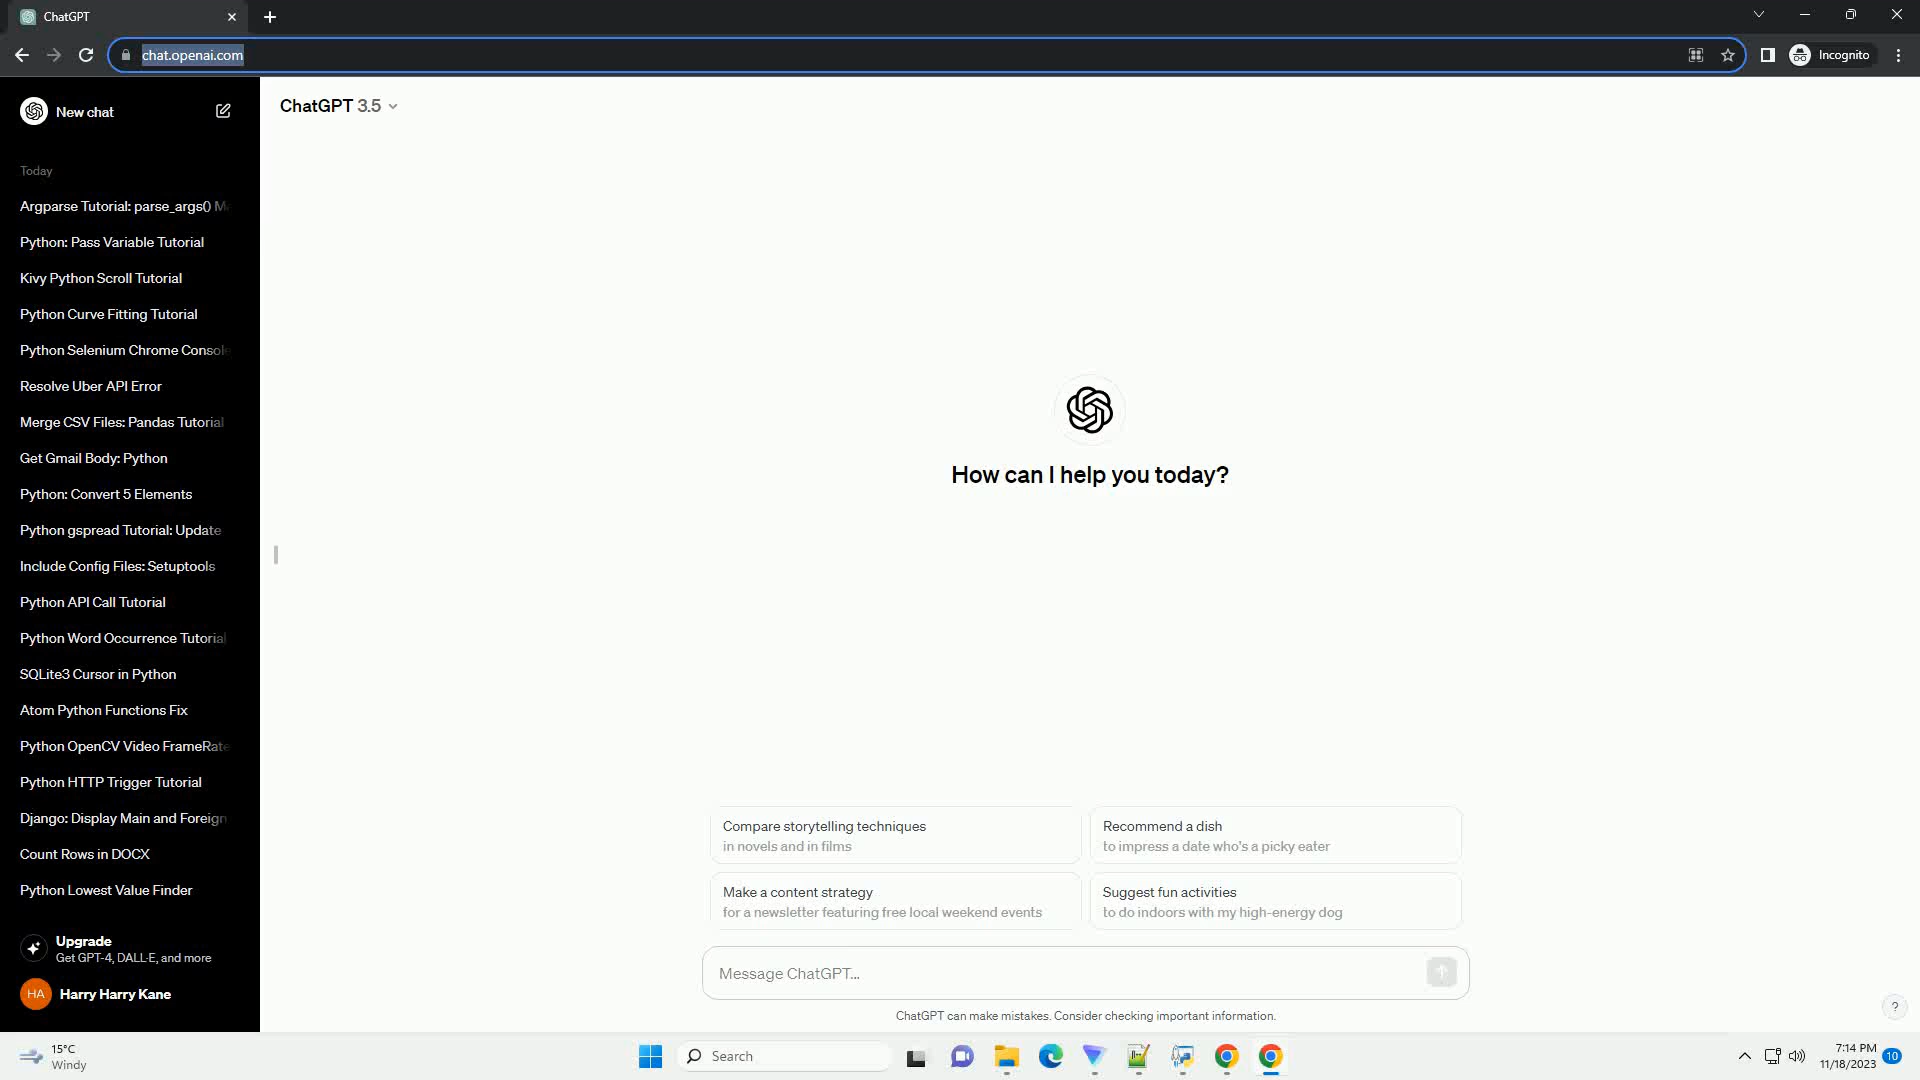 ChatGPT
chat.openai.com
Incognito
New chat
Today
Argparse Tutorial: parse_args()
Python: Pass Variable Tutorial
Kivy Python Scroll Tutorial
Python Curve Fitting Tutorial
Python Selenium Chrome Console
Resolve Uber API Error
Merge CSV Files: Pandas Tutorial
Get Gmail Body: Python
Python: Convert 5 Elements
Python gspread Tutorial: Update
Include Config Files: Setuptools
Python API Call Tutorial
Python Word Occurrence Tutorial
SQLite3 Cursor in Python
Atom Python Functions Fix
Python OpenCV Video FrameRate
Python HTTP Trigger Tutorial
Django: Display Main and Foreign
Count Rows in DOCX
Python Lowest Value Finder
Upgrade
Get GPT-4, DALL·E, and more
HA
Harry Harry Kane
ChatGPT 3.5
How can I help you today?
Compare storytelling techniques
in novels and in films
Recommend a dish
to impress a date who's a picky eater
Make a content strategy
for a newsletter featuring free local weekend events
Suggest fun activities
to do indoors with my high-energy dog
Message ChatGPT...
ChatGPT can make mistakes. Consider checking important information.
?
15°C
Windy
Search
7:14 PM
11/18/2023
10